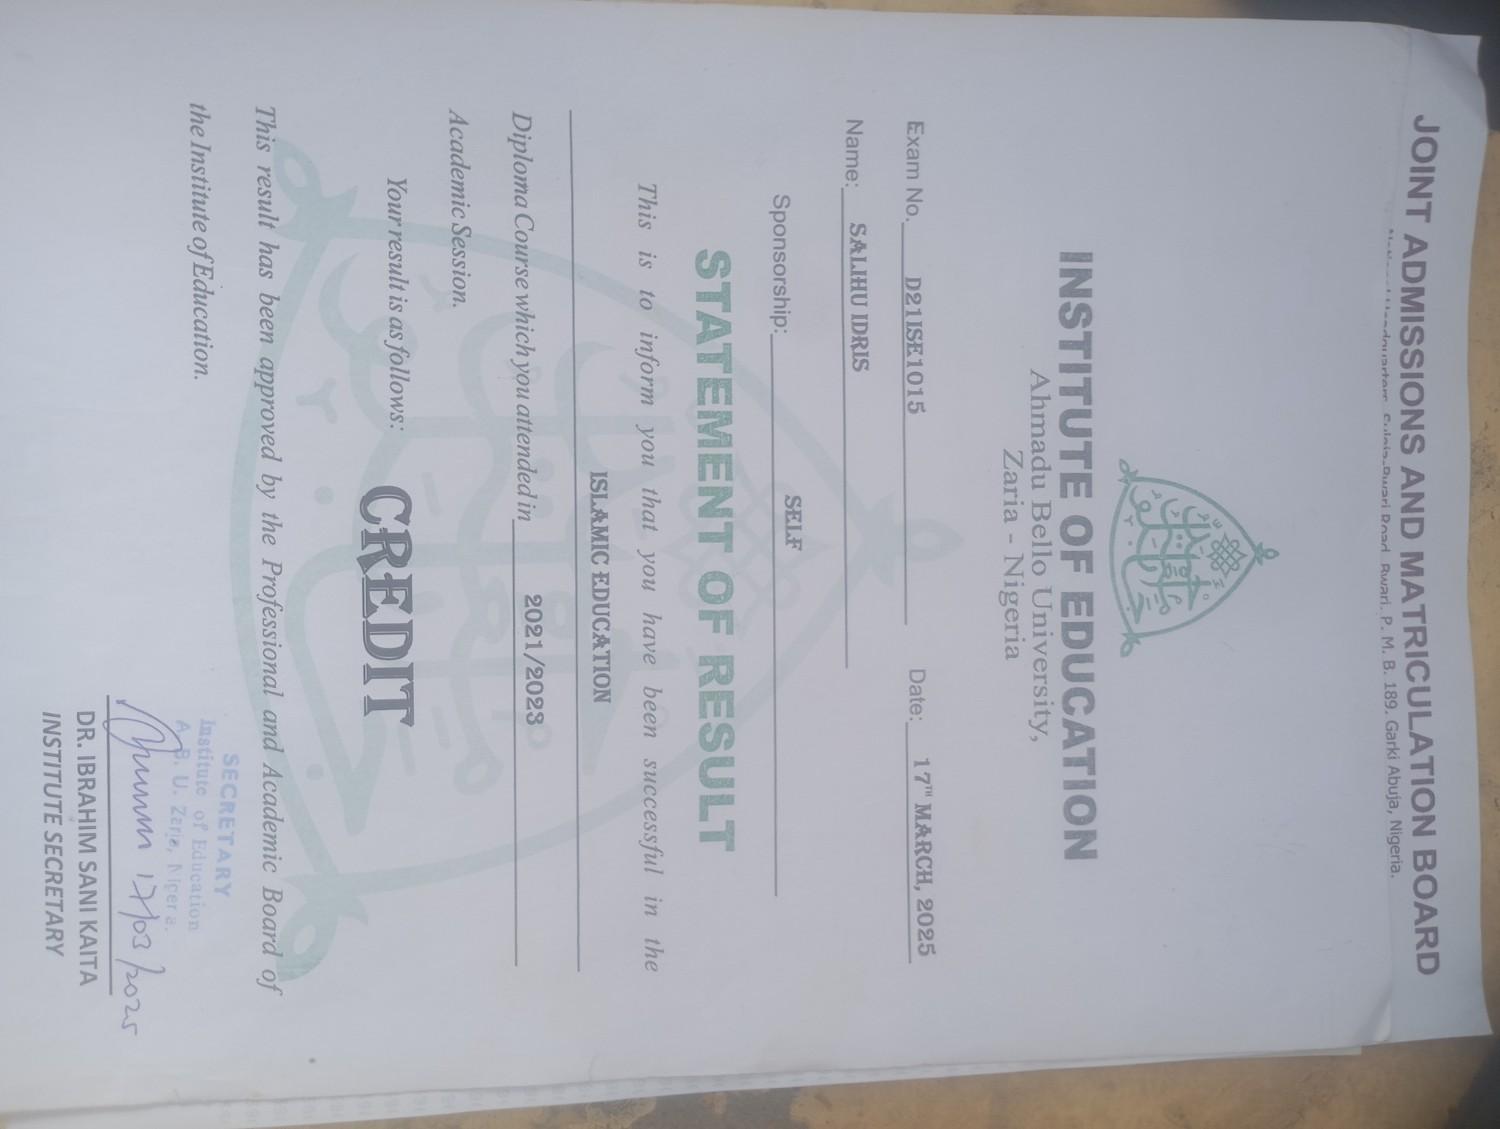 JOINT ADMISSIONS AND MATRICULATION BOARD
P. M. B. 189, Garki Abuja, Nigeria.
INSTITUTE OF EDUCATION
Ahmadu Bello University,
Zaria - Nigeria
Exam No. D21ISE1015 Date: 17TH MARCH, 2025
Name: SALIHU IDRIS
Sponsorship: SELF
STATEMENT OF RESULT
This is to inform you that you have been successful in the
ISLAMIC EDUCATION
Diploma Course which you attended in 2021/2023
Academic Session.
Your result is as follows: CREDIT
This result has been approved by the Professional and Academic Board of
the Institute of Education.
SECRETARY
Institute of Education
A. B. U. Zaria, Nigeria.
17/03/2025
DR. IBRAHIM SANI KAITA
INSTITUTE SECRETARY